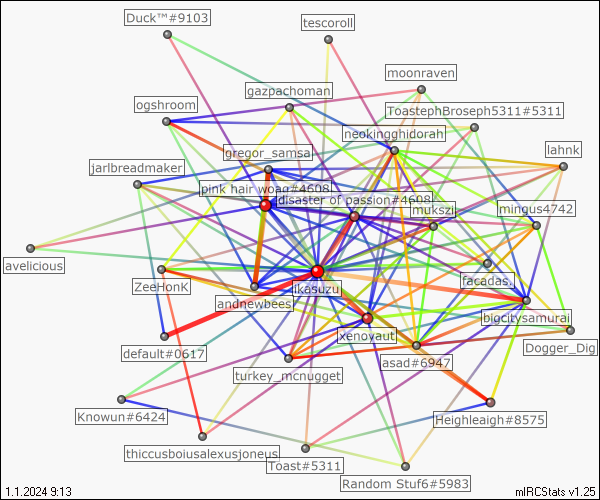 Duck™#9103
tescoroll
moonraven
gazpachoman
ogshroom
ToastephBroseph5311#5311
neokingghidorah
lahnk
gregor_samsa
jarlbreadmaker
pink hair woag#4608
disaster of passion#4608
mukszi
mingus4742
avelicious
ZeeHonk
andnewbees
ikasuzu
facadas.
bigcitysamurai
xenoyaut
default#0617
asad#6947
Dogger_Dig
turkey_mcnugget
Knowun#6424
Heighleaigh#8575
thiccusboiusalexusjoneus
Toast#5311
Random Stuf6#5983
1.1.2024 9:13
mIRCStats v1.25